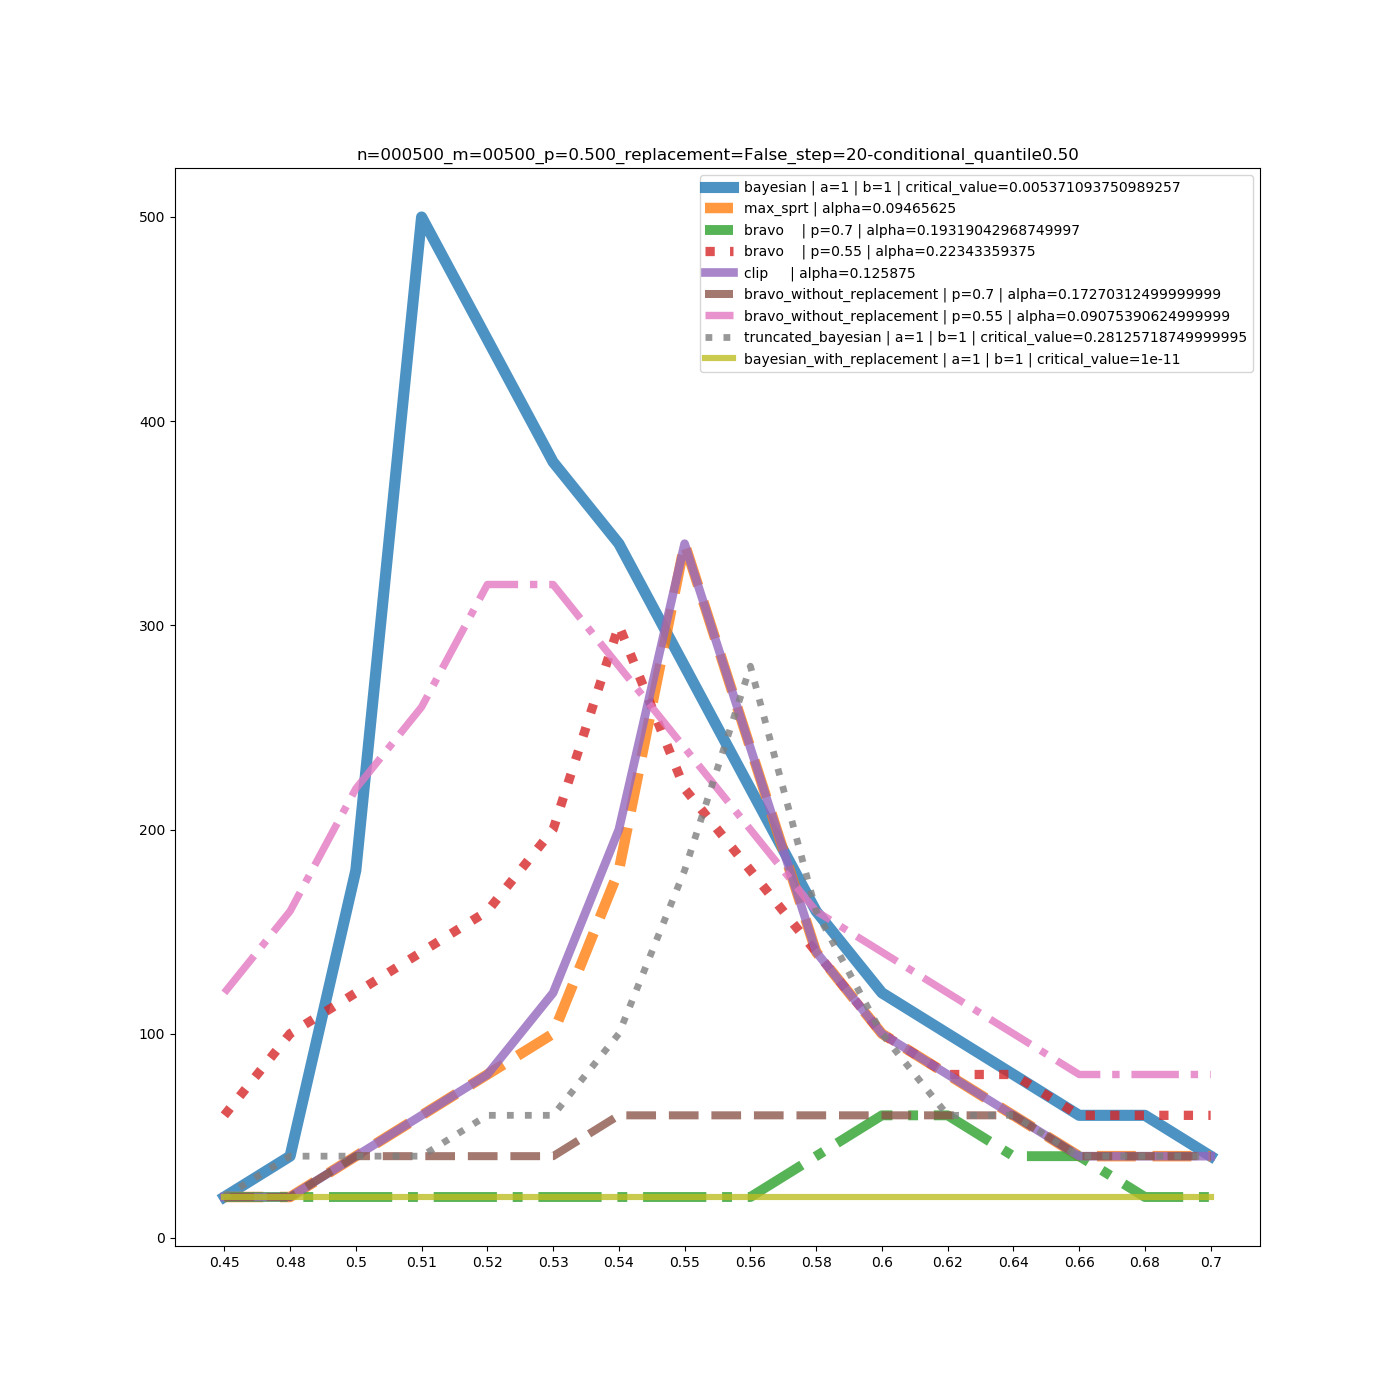 n=000500_m=00500_p=0.500_replacement=False_step=20-conditional_quantile0.50
bayesian | a=1 | b=1 | critical_value=0.005371093750989257
max_sprt | alpha=0.09465625
bravo    | p=0.7 | alpha=0.19319042968749997
bravo    | p=0.55 | alpha=0.22343359375
clip     | alpha=0.125875
bravo_without_replacement | p=0.7 | alpha=0.17270312499999999
bravo_without_replacement | p=0.55 | alpha=0.09075390624999999
truncated_bayesian | a=1 | b=1 | critical_value=0.28125718749999995
bayesian_with_replacement | a=1 | b=1 | critical_value=1e-11
500
400
300
200
100
0
0.45 0.48 0.5 0.51 0.52 0.53 0.54 0.55 0.56 0.58 0.6 0.62 0.64 0.66 0.68 0.7